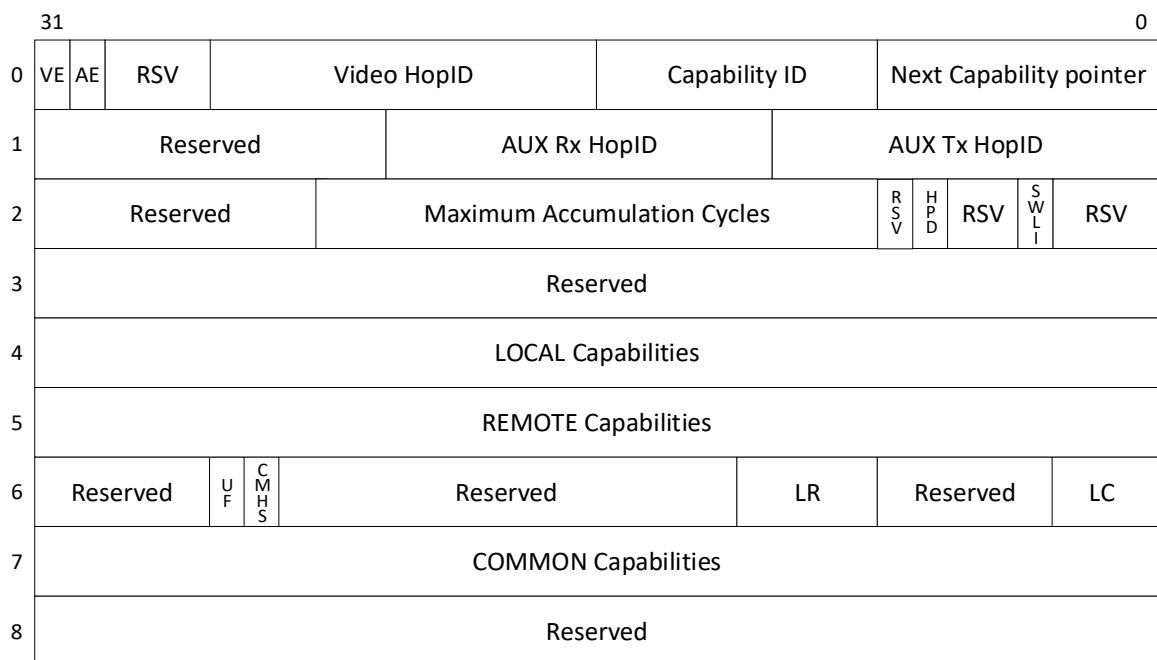 31 0
0 VE AE RSV Video HopID Capability ID Next Capability pointer
1 Reserved AUX Rx HopID AUX Tx HopID
2 Reserved Maximum Accumulation Cycles RSV HPD RSV SWLI RSV
3 Reserved
4 LOCAL Capabilities
5 REMOTE Capabilities
6 Reserved UF CMHS Reserved LR Reserved LC
7 COMMON Capabilities
8 Reserved